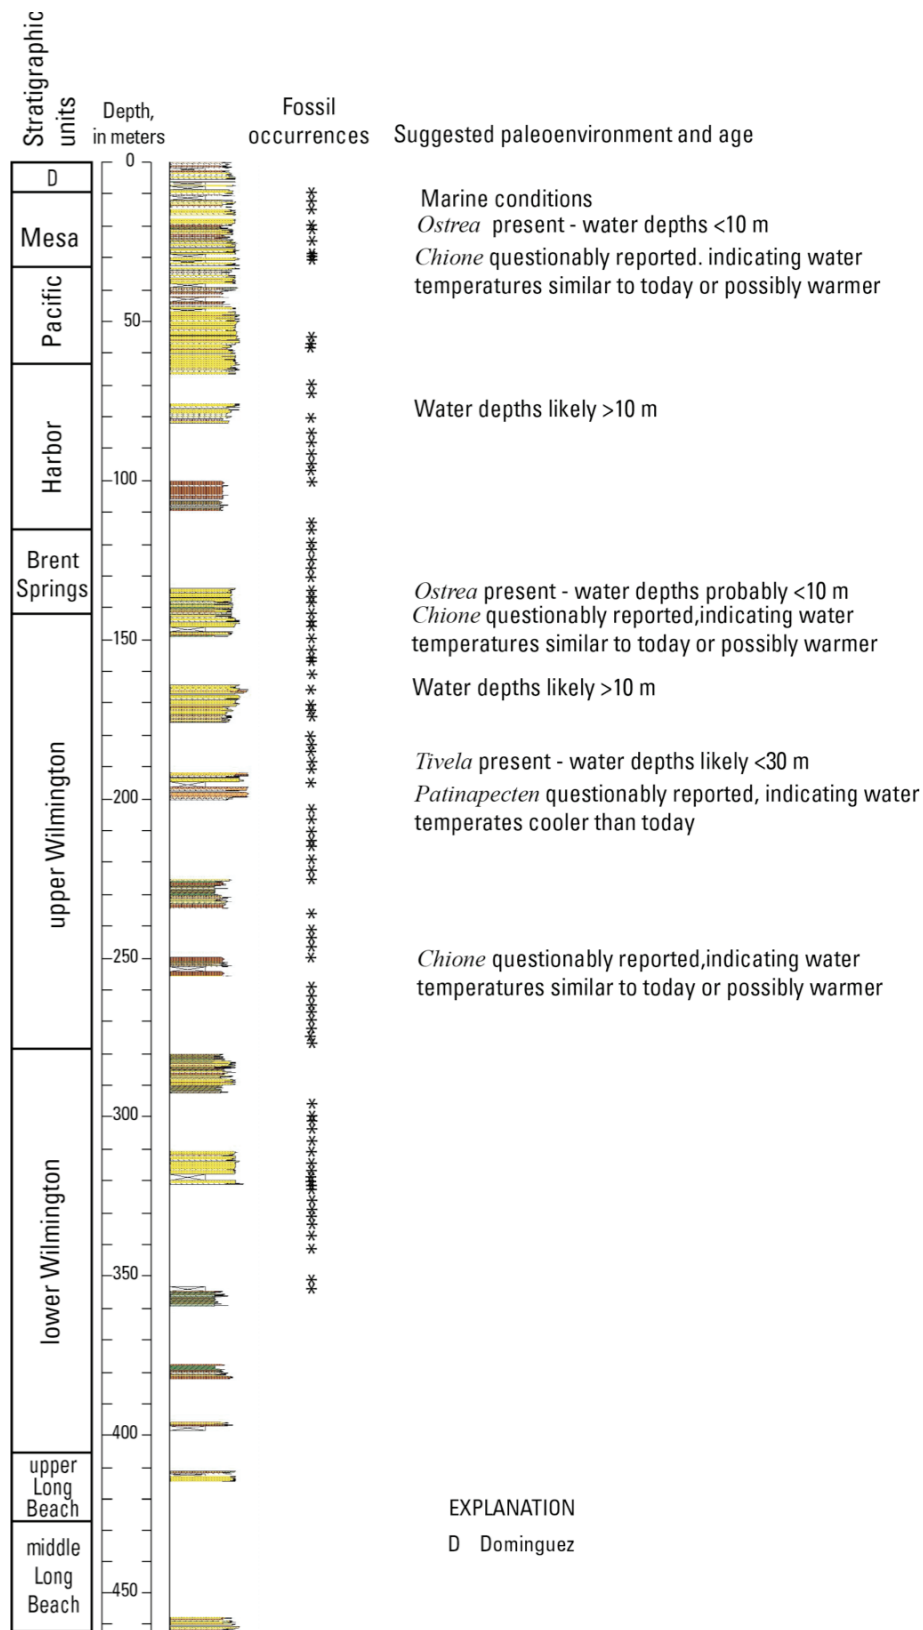 Stratigraphic
units
Depth,
in meters
Fossil
occurrences
Suggested paleoenvironment and age
0
D
Marine conditions
Mesa
Ostrea present - water depths <10 m
Chione questionably reported. indicating water
temperatures similar to today or possibly warmer
Pacific
50
Water depths likely >10 m
Harbor
100
Brent
Springs
Ostrea present - water depths probably <10 m
Chione questionably reported,indicating water
temperatures similar to today or possibly warmer
150
Water depths likely >10 m
upper Wilmington
Tivela present - water depths likely <30 m
Patinapecten questionably reported, indicating water
temperates cooler than today
200
250
Chione questionably reported,indicating water
temperatures similar to today or possibly warmer
300
lower Wilmington
350
400
upper
Long
Beach
EXPLANATION
D Dominguez
middle
Long
Beach
450